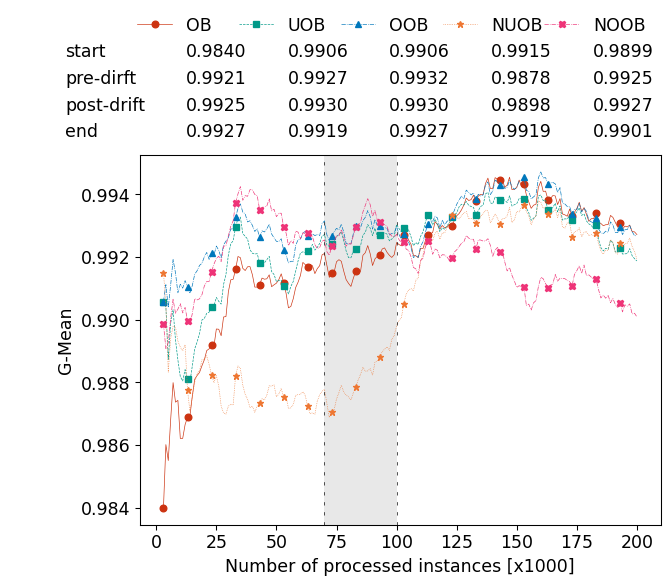 OB UOB OOB NUOB NOOB
start 0.9840 0.9906 0.9906 0.9915 0.9899
pre-dirft 0.9921 0.9927 0.9932 0.9878 0.9925
post-drift 0.9925 0.9930 0.9930 0.9898 0.9927
end 0.9927 0.9919 0.9927 0.9919 0.9901
0.994
0.992
0.990
0.988
0.986
0.984
G-Mean
0 25 50 75 100 125 150 175 200
Number of processed instances [x1000]